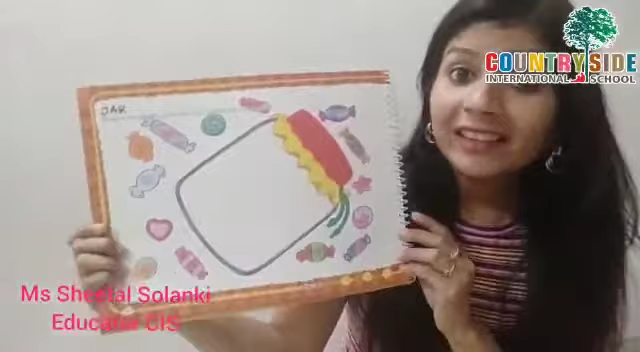 COUNTRYSIDE
INTERNATIONAL SCHOOL
JAR
Ms Sheetal Solanki
Educator CIS